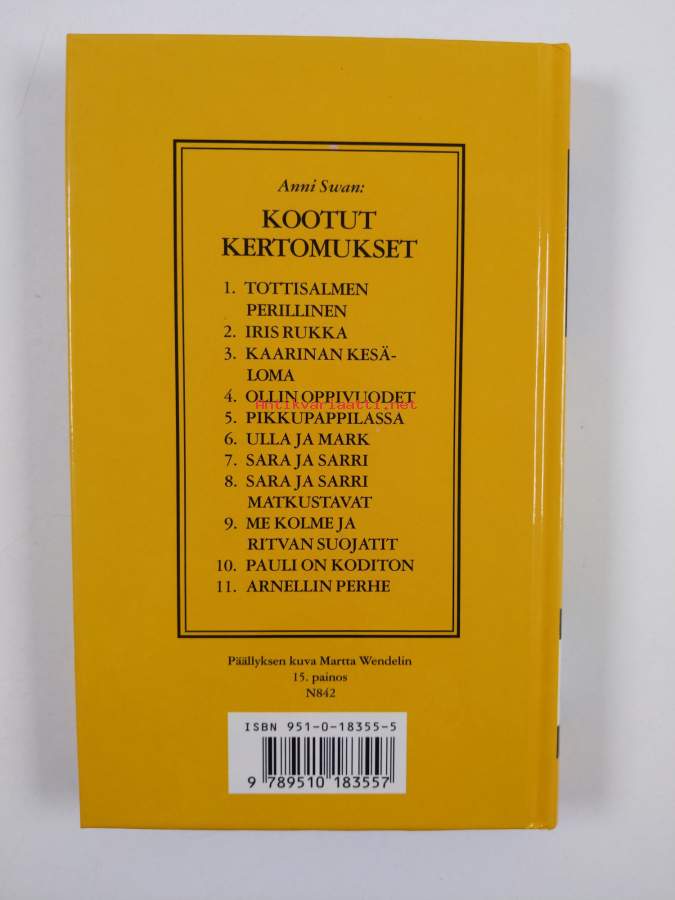 Anni Swan:
KOOTUT
KERTOMUKSET
1. TOTTISALMEN
PERILLINEN
2. IRIS RUKKA
3. KAARINAN KESÄ-
LOMA
4. OLLIN OPPIVUODET
Antikvariaatti.net
5. PIKKUPAPPILASSA
6. ULLA JA MARK
7. SARA JA SARRI
8. SARA JA SARRI
MATKUSTAVAT
9. ME KOLME JA
RITVAN SUOJATIT
10. PAULI ON KODITON
11. ARNELLIN PERHE
Päällyksen kuva Martta Wendelin
15. painos
N842
ISBN 951-0-18355-5
9 789510 183557